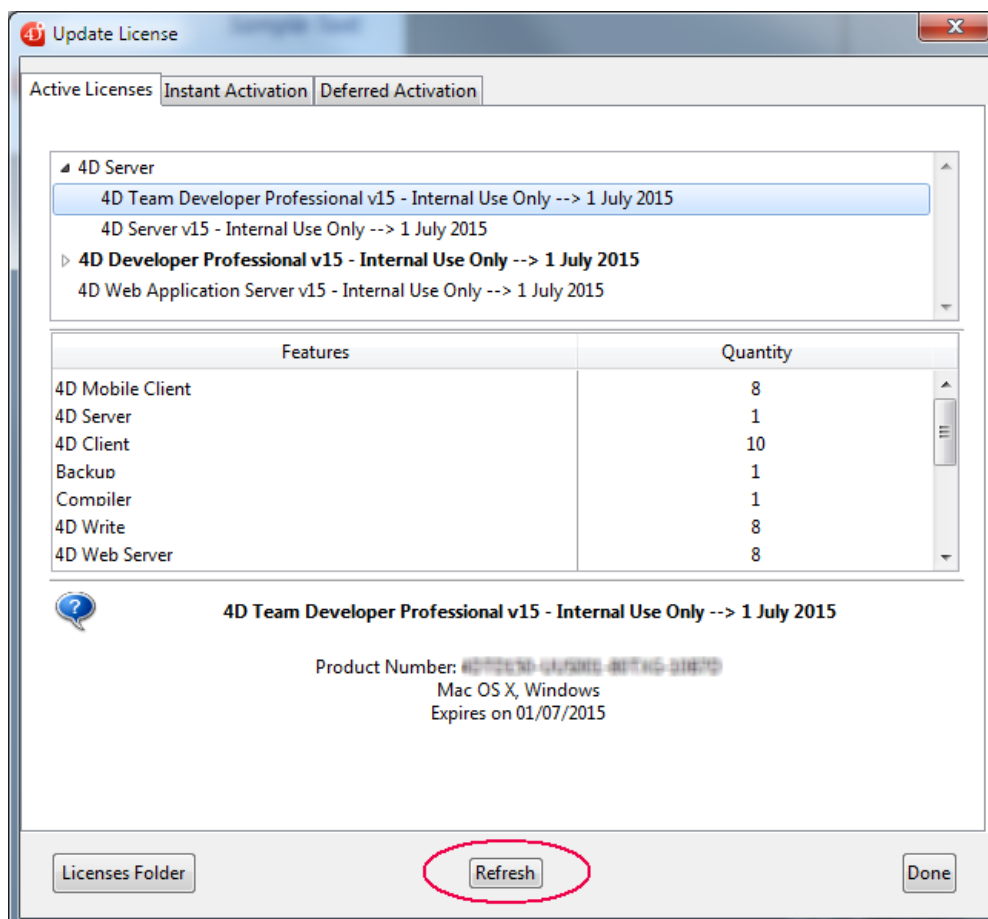 4D Update License
Active Licenses Instant Activation Deferred Activation
4D Server
4D Team Developer Professional v15 - Internal Use Only --> 1 July 2015
4D Server v15 - Internal Use Only --> 1 July 2015
4D Developer Professional v15 - Internal Use Only --> 1 July 2015
4D Web Application Server v15 - Internal Use Only --> 1 July 2015
Features Quantity
4D Mobile Client 8
4D Server 1
4D Client 10
Backup 1
Compiler 1
4D Write 8
4D Web Server 8
4D Team Developer Professional v15 - Internal Use Only --> 1 July 2015
Product Number:
Mac OS X, Windows
Expires on 01/07/2015
Licenses Folder Refresh Done